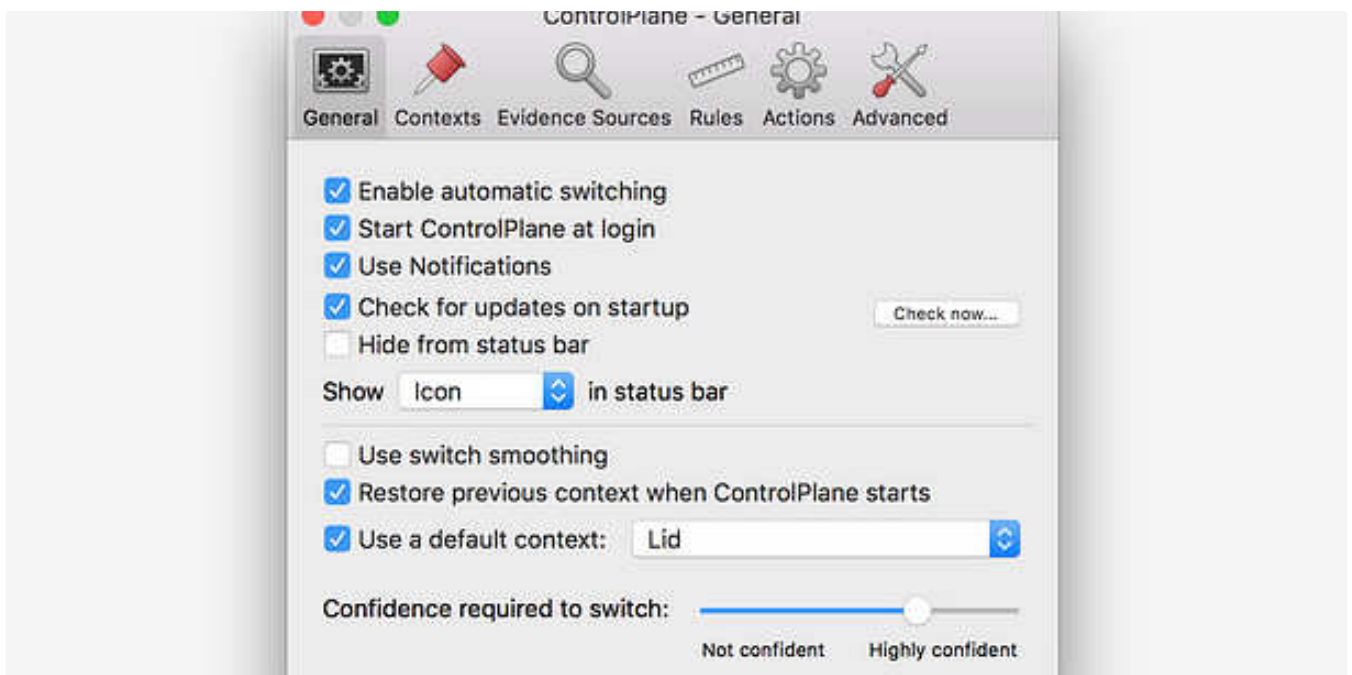 ControlPlane - General
General Contexts Evidence Sources Rules Actions Advanced
Enable automatic switching
Start ControlPlane at login
Use Notifications
Check for updates on startup Check now...
Hide from status bar
Show Icon in status bar
Use switch smoothing
Restore previous context when ControlPlane starts
Use a default context: Lid
Confidence required to switch:
Not confident Highly confident